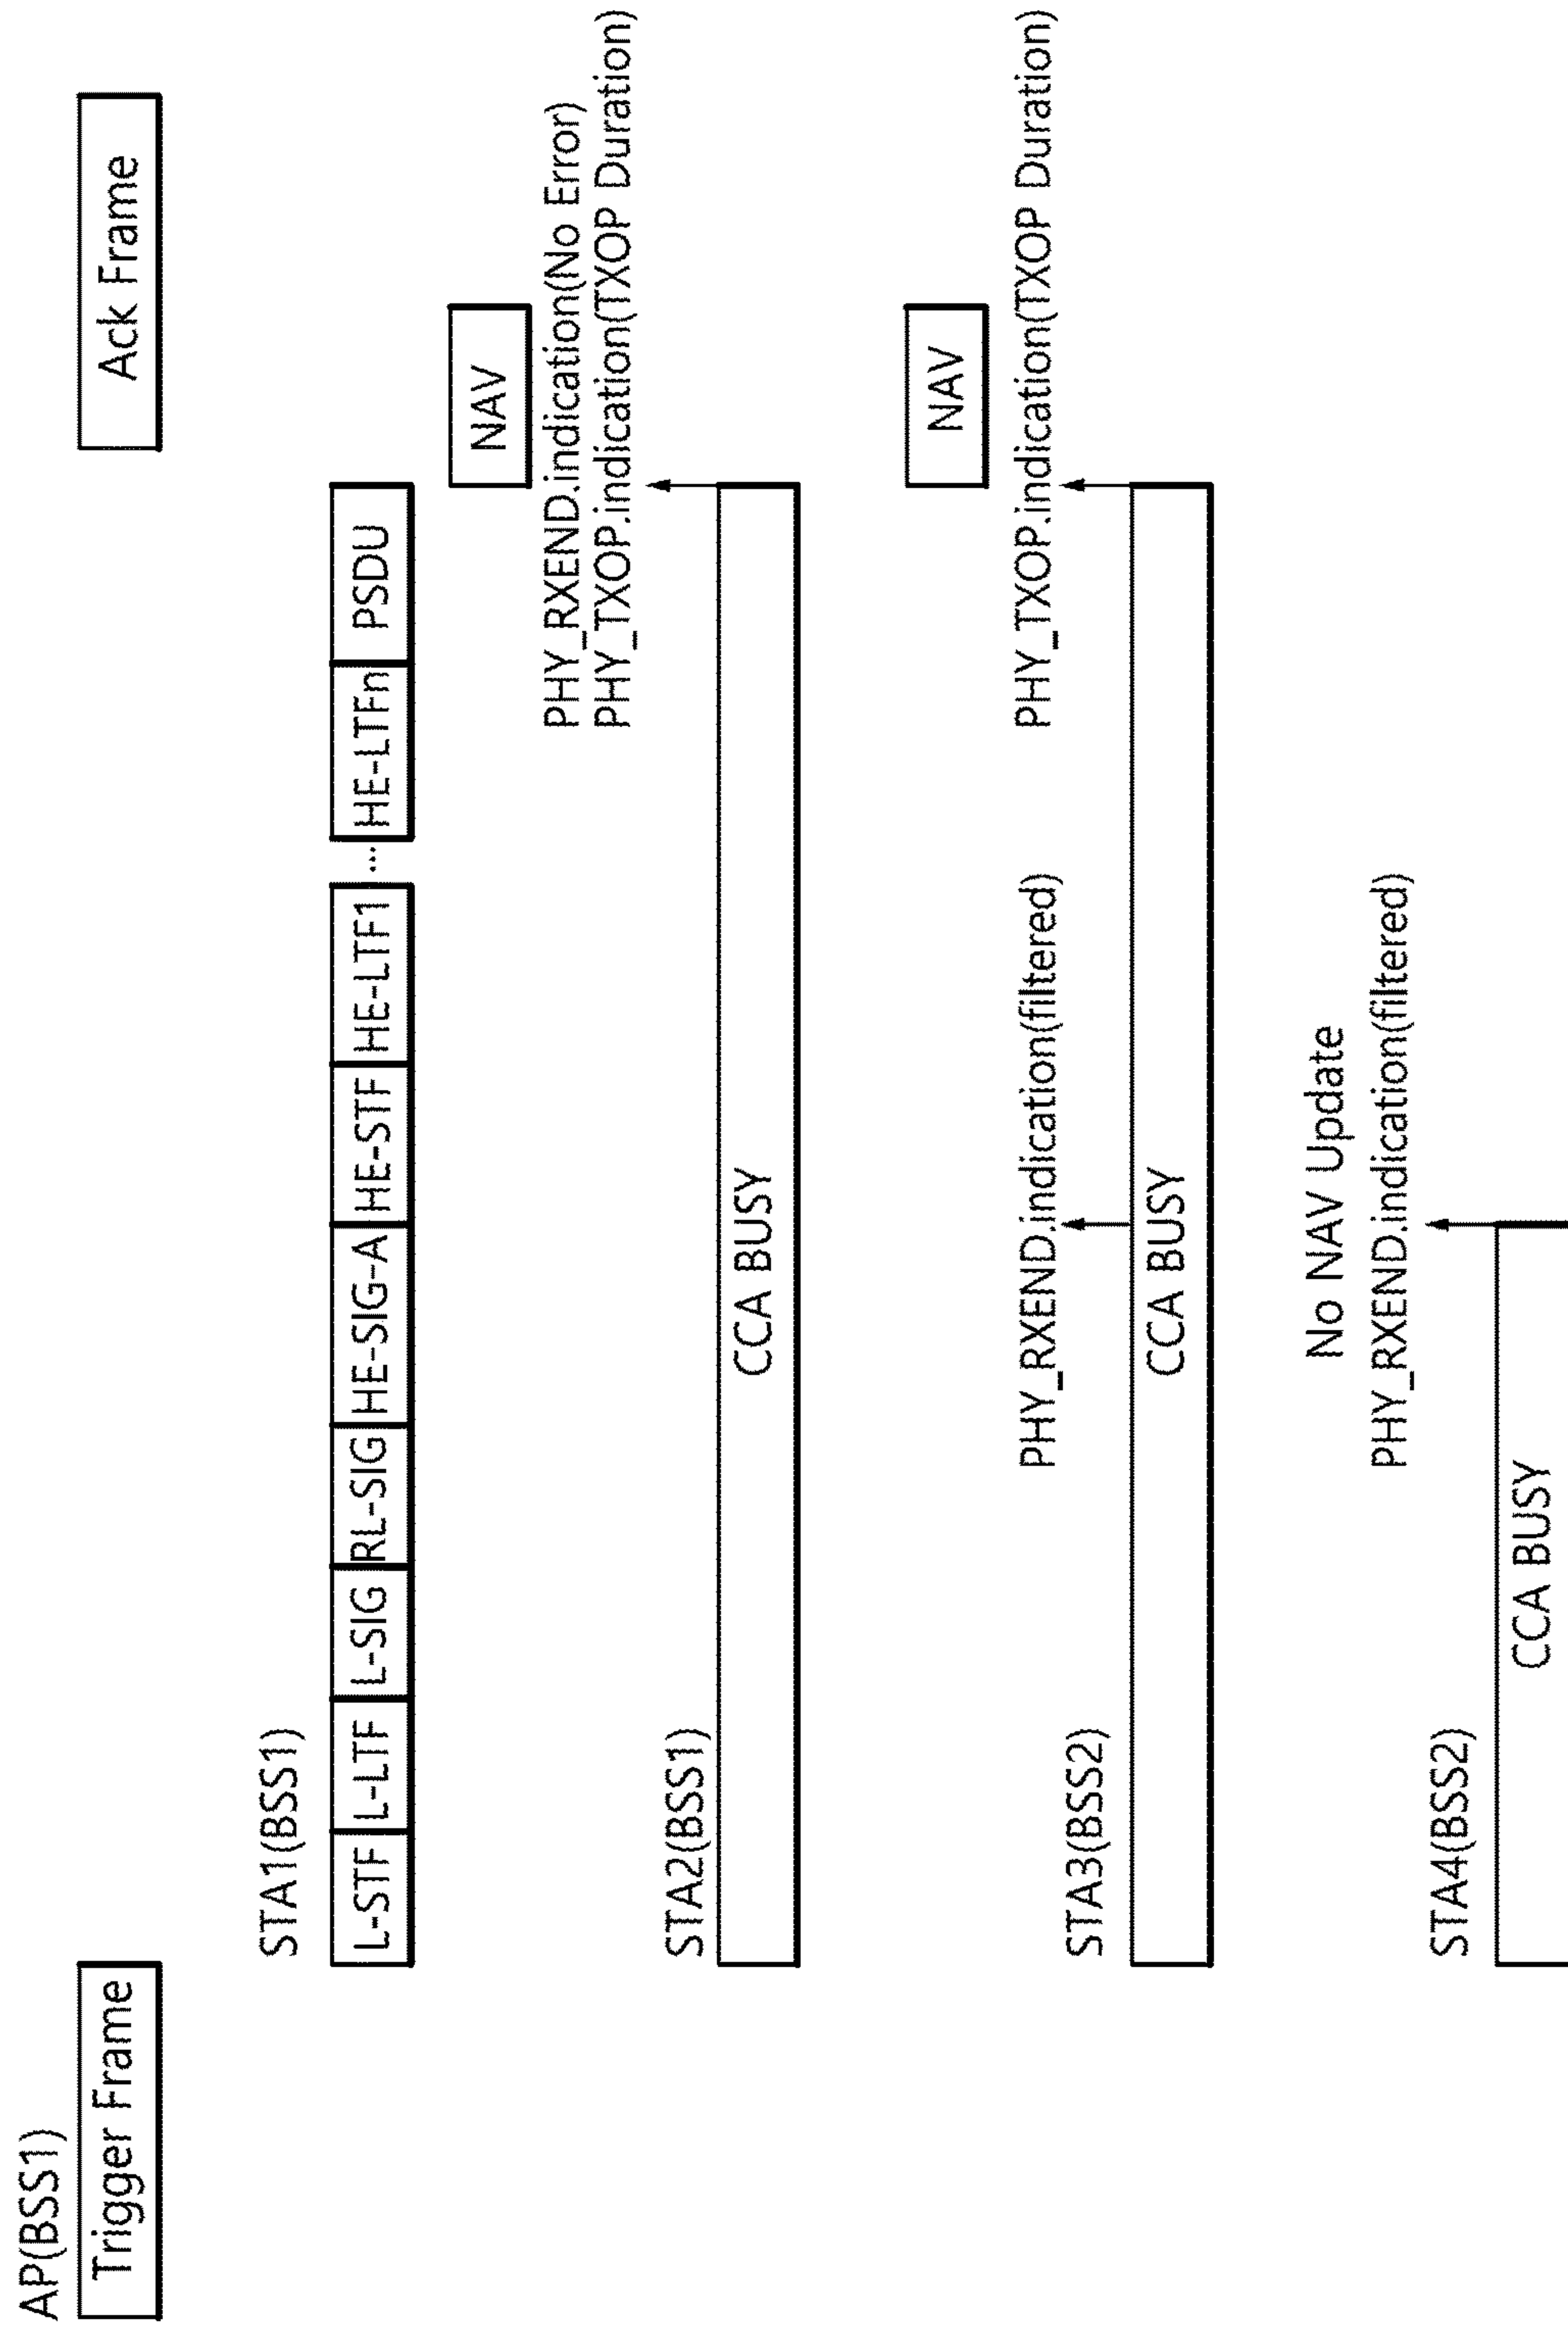 AP(BSS1)
Trigger Frame
Ack Frame
STA1(BSS1)
L-STF L-LTF L-SIG RL-SIG HE-SIG-A HE-STF HE-LTF1 ... HE-LTFn PSDU
NAV
PHY_RXEND.indication(No Error)
PHY_TXOP.indication(TXOP Duration)
STA2(BSS1)
CCA BUSY
NAV
PHY_RXEND.indication(filtered)
PHY_TXOP.indication(TXOP Duration)
STA3(BSS2)
CCA BUSY
No NAV Update
PHY_RXEND.indication(filtered)
STA4(BSS2)
CCA BUSY